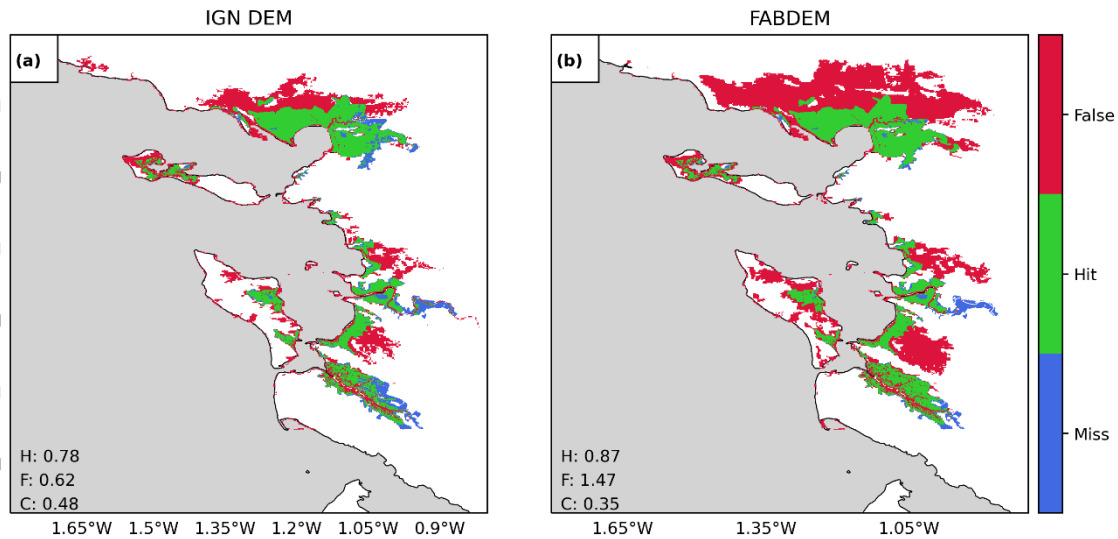 IGN DEM
FABDEM
(a)
(b)
False
Hit
Miss
H: 0.78
F: 0.62
C: 0.48
H: 0.87
F: 1.47
C: 0.35
1.65°W 1.5°W 1.35°W 1.2°W 1.05°W 0.9°W
1.65°W 1.35°W 1.05°W